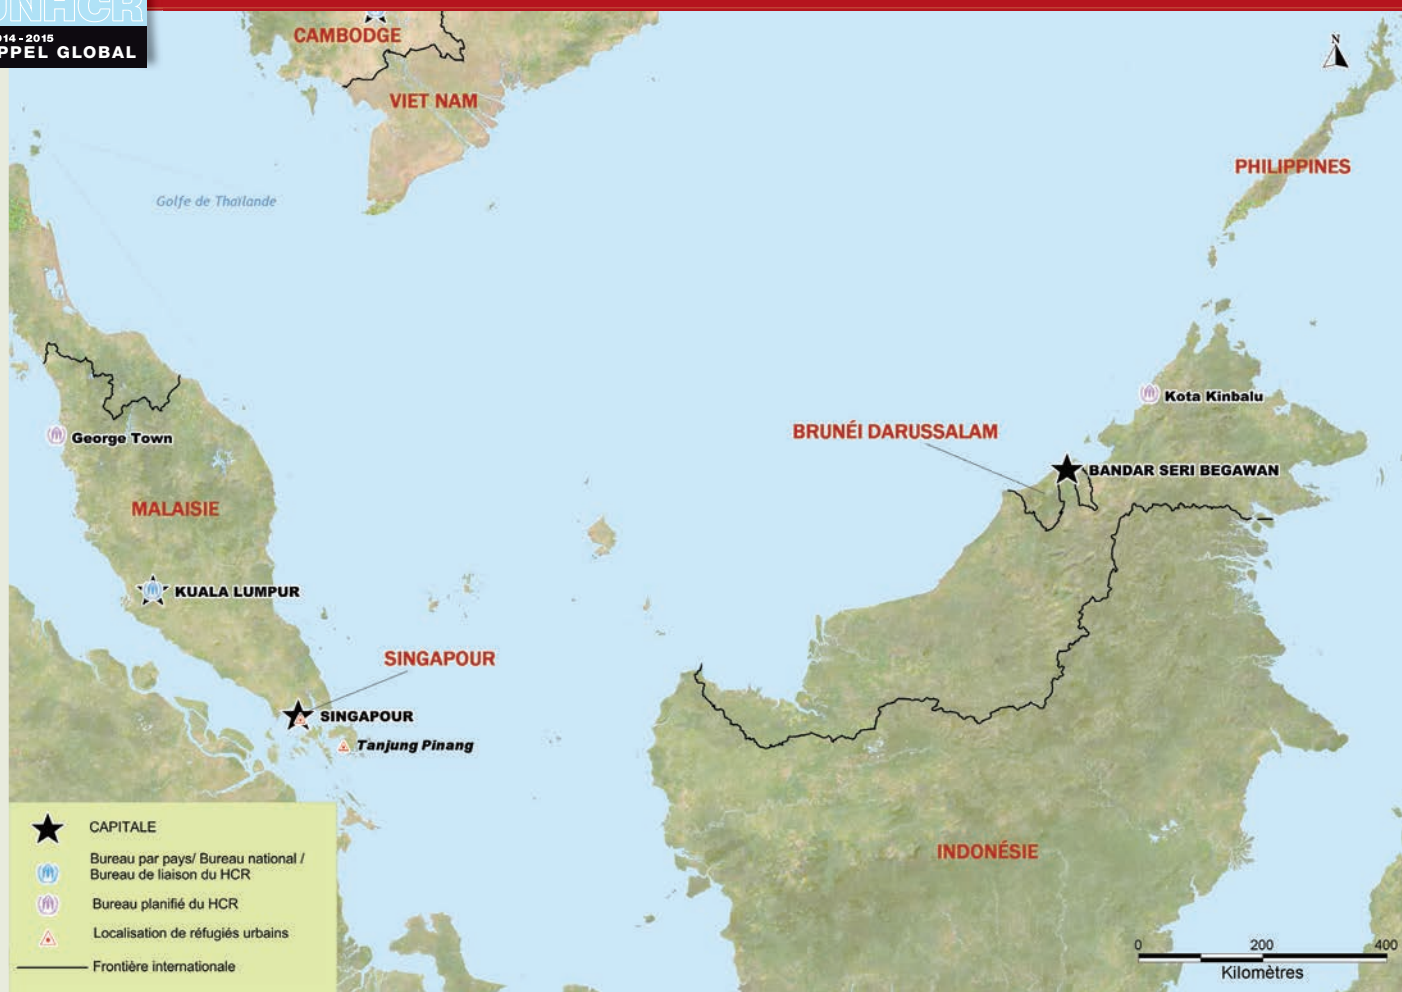 UNHCR
2014-2015
APPEL GLOBAL
CAMBODGE
VIET NAM
N
PHILIPPINES
Golfe de Thaïlande
Kota Kinbalu
BRUNÉI DARUSSALAM
George Town
BANDAR SERI BEGAWAN
MALAISIE
KUALA LUMPUR
SINGAPOUR
SINGAPOUR
Tanjung Pinang
INDONÉSIE
CAPITALE
Bureau par pays/ Bureau national /
Bureau de liaison du HCR
Bureau planifié du HCR
Localisation de réfugiés urbains
Frontière internationale
0 200 400
Kilomètres